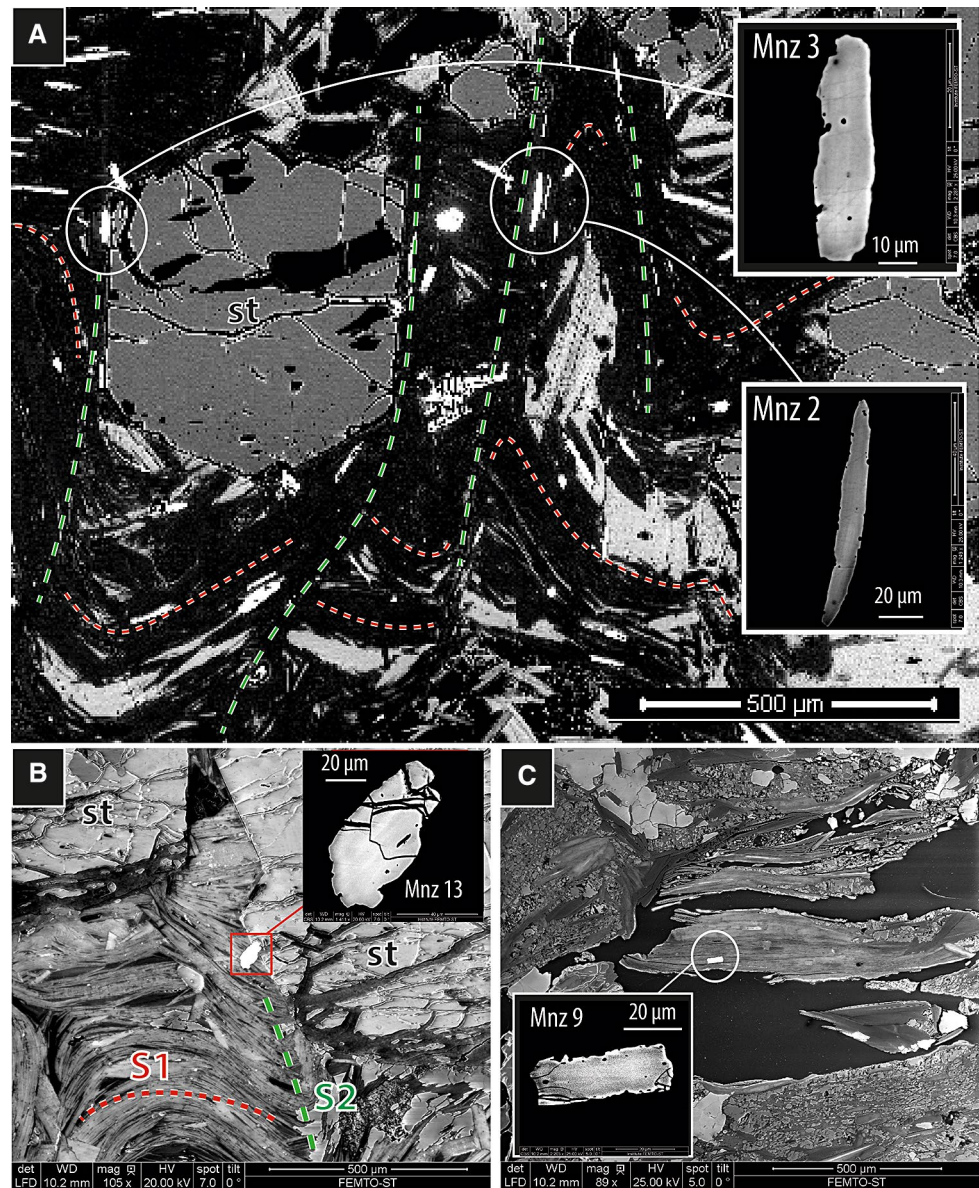 A
Mnz 3
10 µm
st
Mnz 2
20 µm
500 µm
B
st
20 µm
Mnz 13
st
S1
S2
det WD mag HV spot tilt 500 µm
LFD 10.2 mm 105 x 20.00 kV 7.0 0° FEMTO-ST
C
Mnz 9
20 µm
det WD mag HV spot tilt 500 µm
LFD 10.2 mm 89 x 25.00 kV 5.0 0° FEMTO-ST